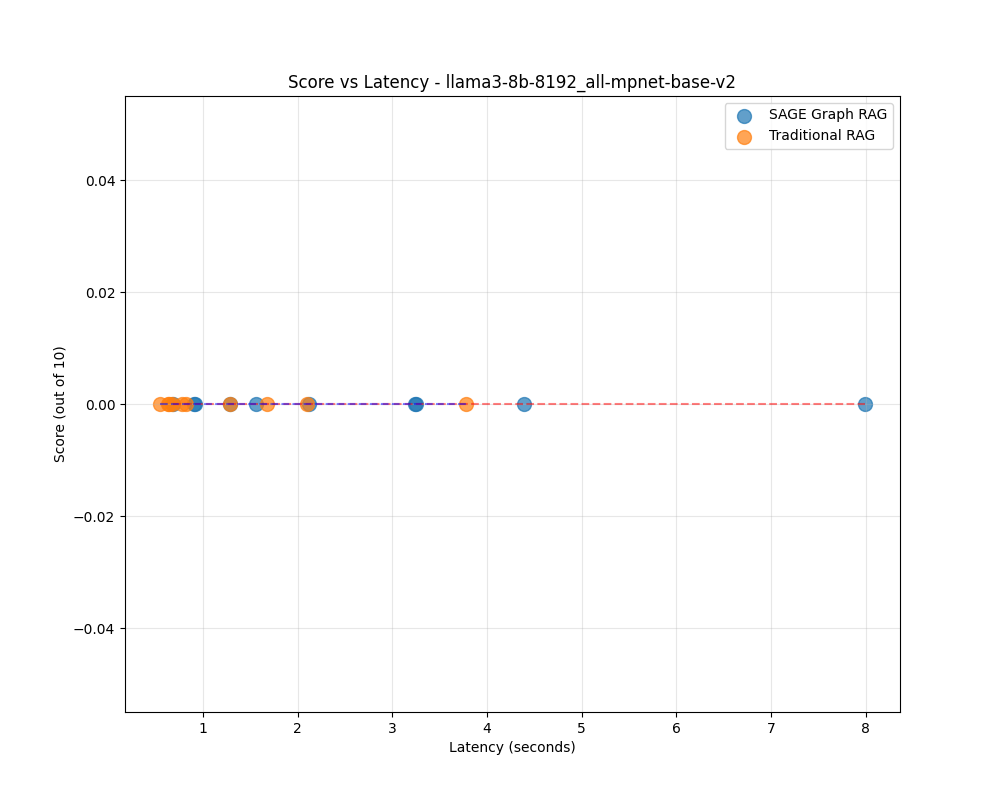 Score vs Latency - llama3-8b-8192_all-mpnet-base-v2
SAGE Graph RAG
Traditional RAG
Score (out of 10)
0.04
0.02
0.00
−0.02
−0.04
1 2 3 4 5 6 7 8
Latency (seconds)